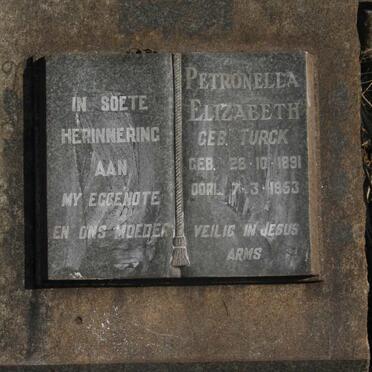 IN SOETE
HERINNERING
AAN
MY EGGENOTE
EN ONS MOEDER
PETRONELLA
ELIZABETH
GEB. TURCK
GEB. 28-10-1891
OORL. 7-3-1953
VEILIG IN JESUS
ARMS